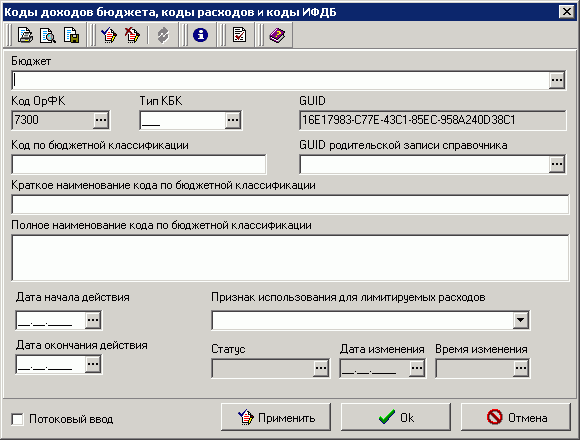 Коды доходов бюджета, коды расходов и коды ИФДБ
Бюджет
Код ОрФК Тип КБК GUID
7300 ___ 16E17983-C77E-43C1-85EC-958A240D38C1
Код по бюджетной классификации GUID родительской записи справочника
Краткое наименование кода по бюджетной классификации
Полное наименование кода по бюджетной классификации
Дата начала действия Признак использования для лимитируемых расходов
__.__.____
Дата окончания действия Статус Дата изменения Время изменения
__.__.____ __.__.____
Потоковый ввод Применить Ok Отмена